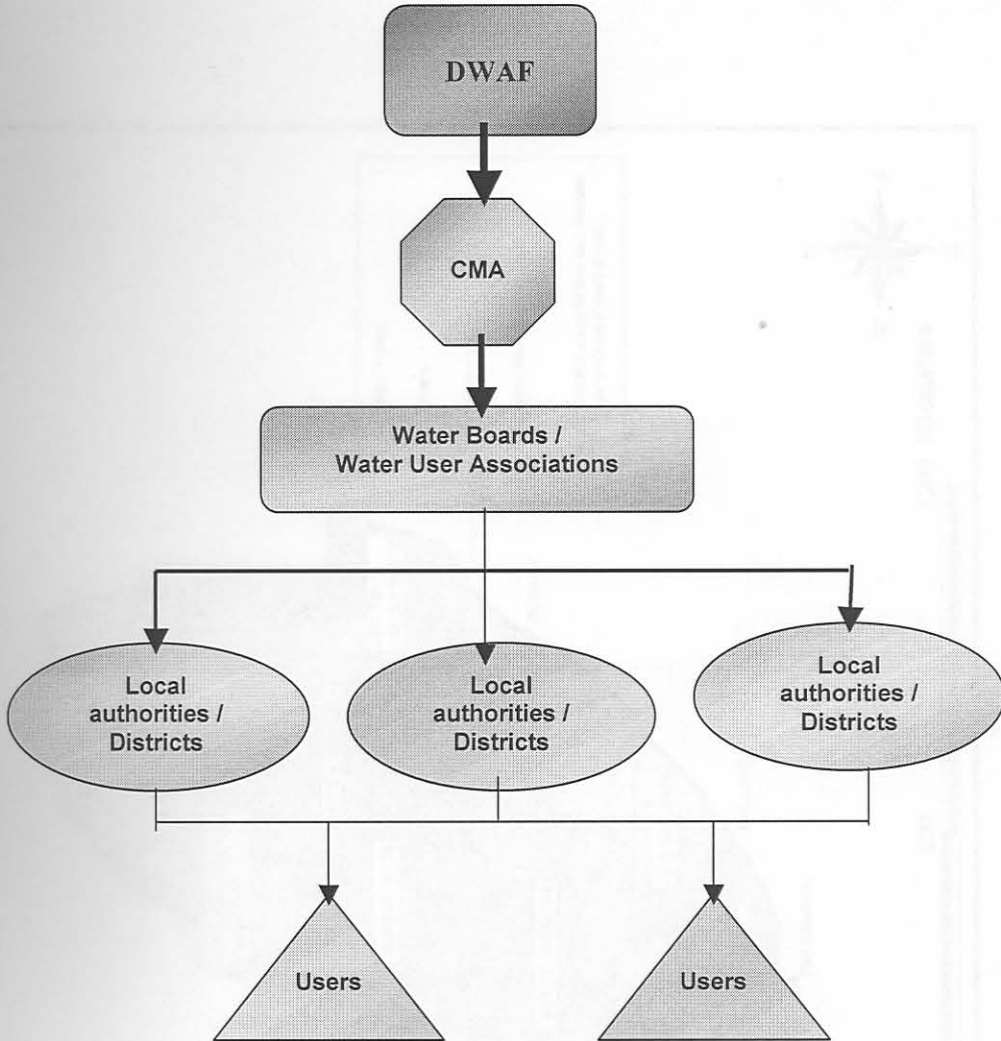 DWAF
CMA
Water Boards /
Water User Associations
Local
authorities /
Districts
Local
authorities /
Districts
Local
authorities /
Districts
Users
Users